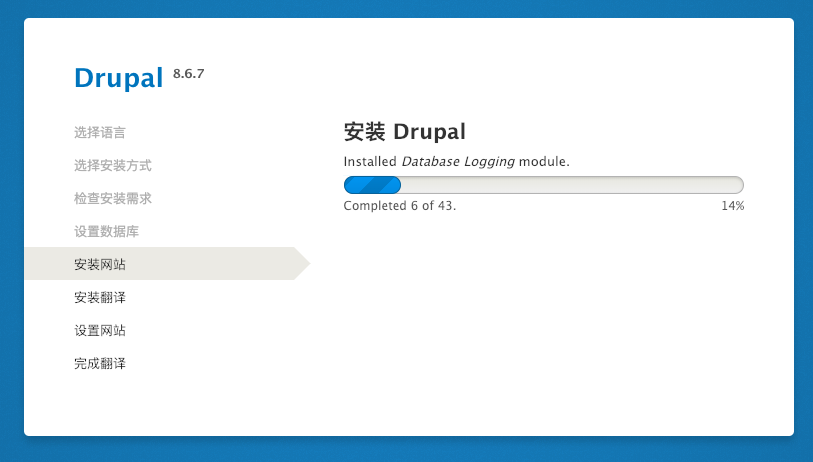 Drupal 8.6.7
选择语言
选择安装方式
检查安装需求
设置数据库
安装网站
安装翻译
设置网站
完成翻译
安装 Drupal
Installed Database Logging module.
Completed 6 of 43. 14%